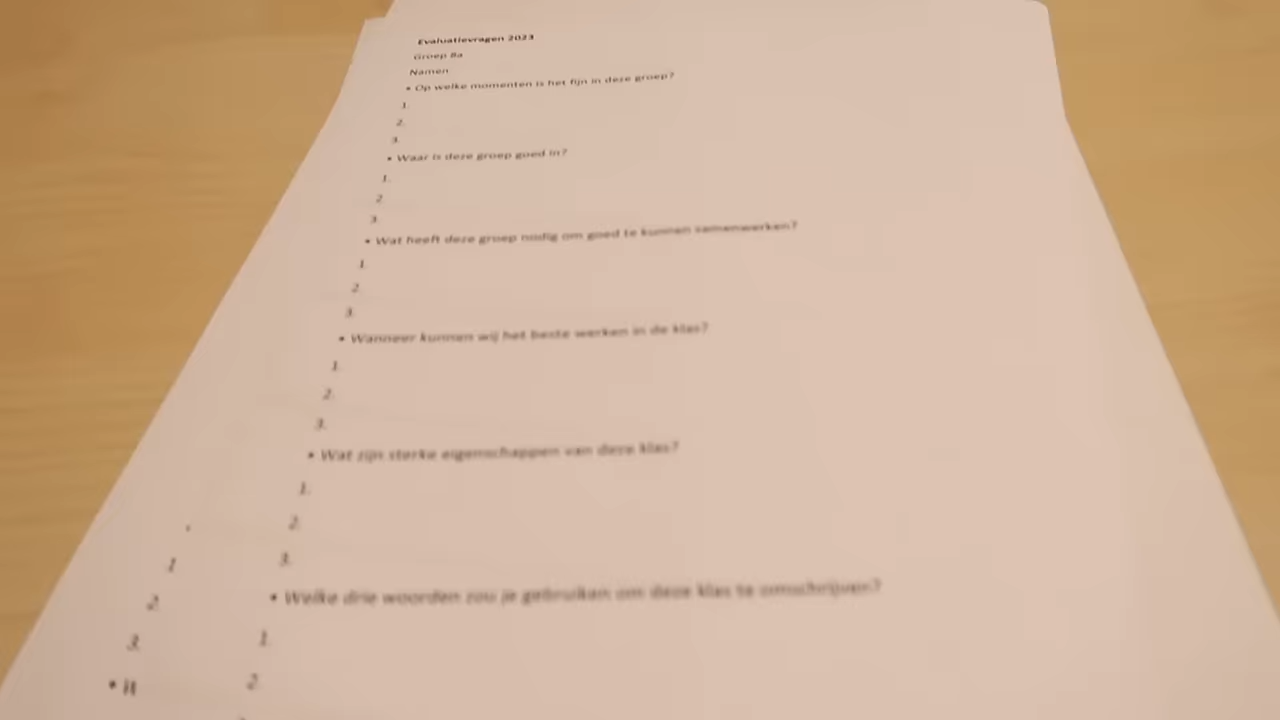 Evaluatievragen 2023
Groep 8a
Namen
• Op welke momenten is het fijn in deze groep?
1.
2.
3.
• Waar is deze groep goed in?
1.
2.
3.
• Wat heeft deze groep nodig om goed te kunnen samenwerken?
1.
2.
3.
• Wanneer kunnen wij het beste werken in de klas?
1.
2.
3.
• Wat zijn sterke eigenschappen van deze klas?
1.
2.
3.
• Welke drie woorden zou je gebruiken om deze klas te omschrijven?
1.
2.
•
1
2.
3.
•